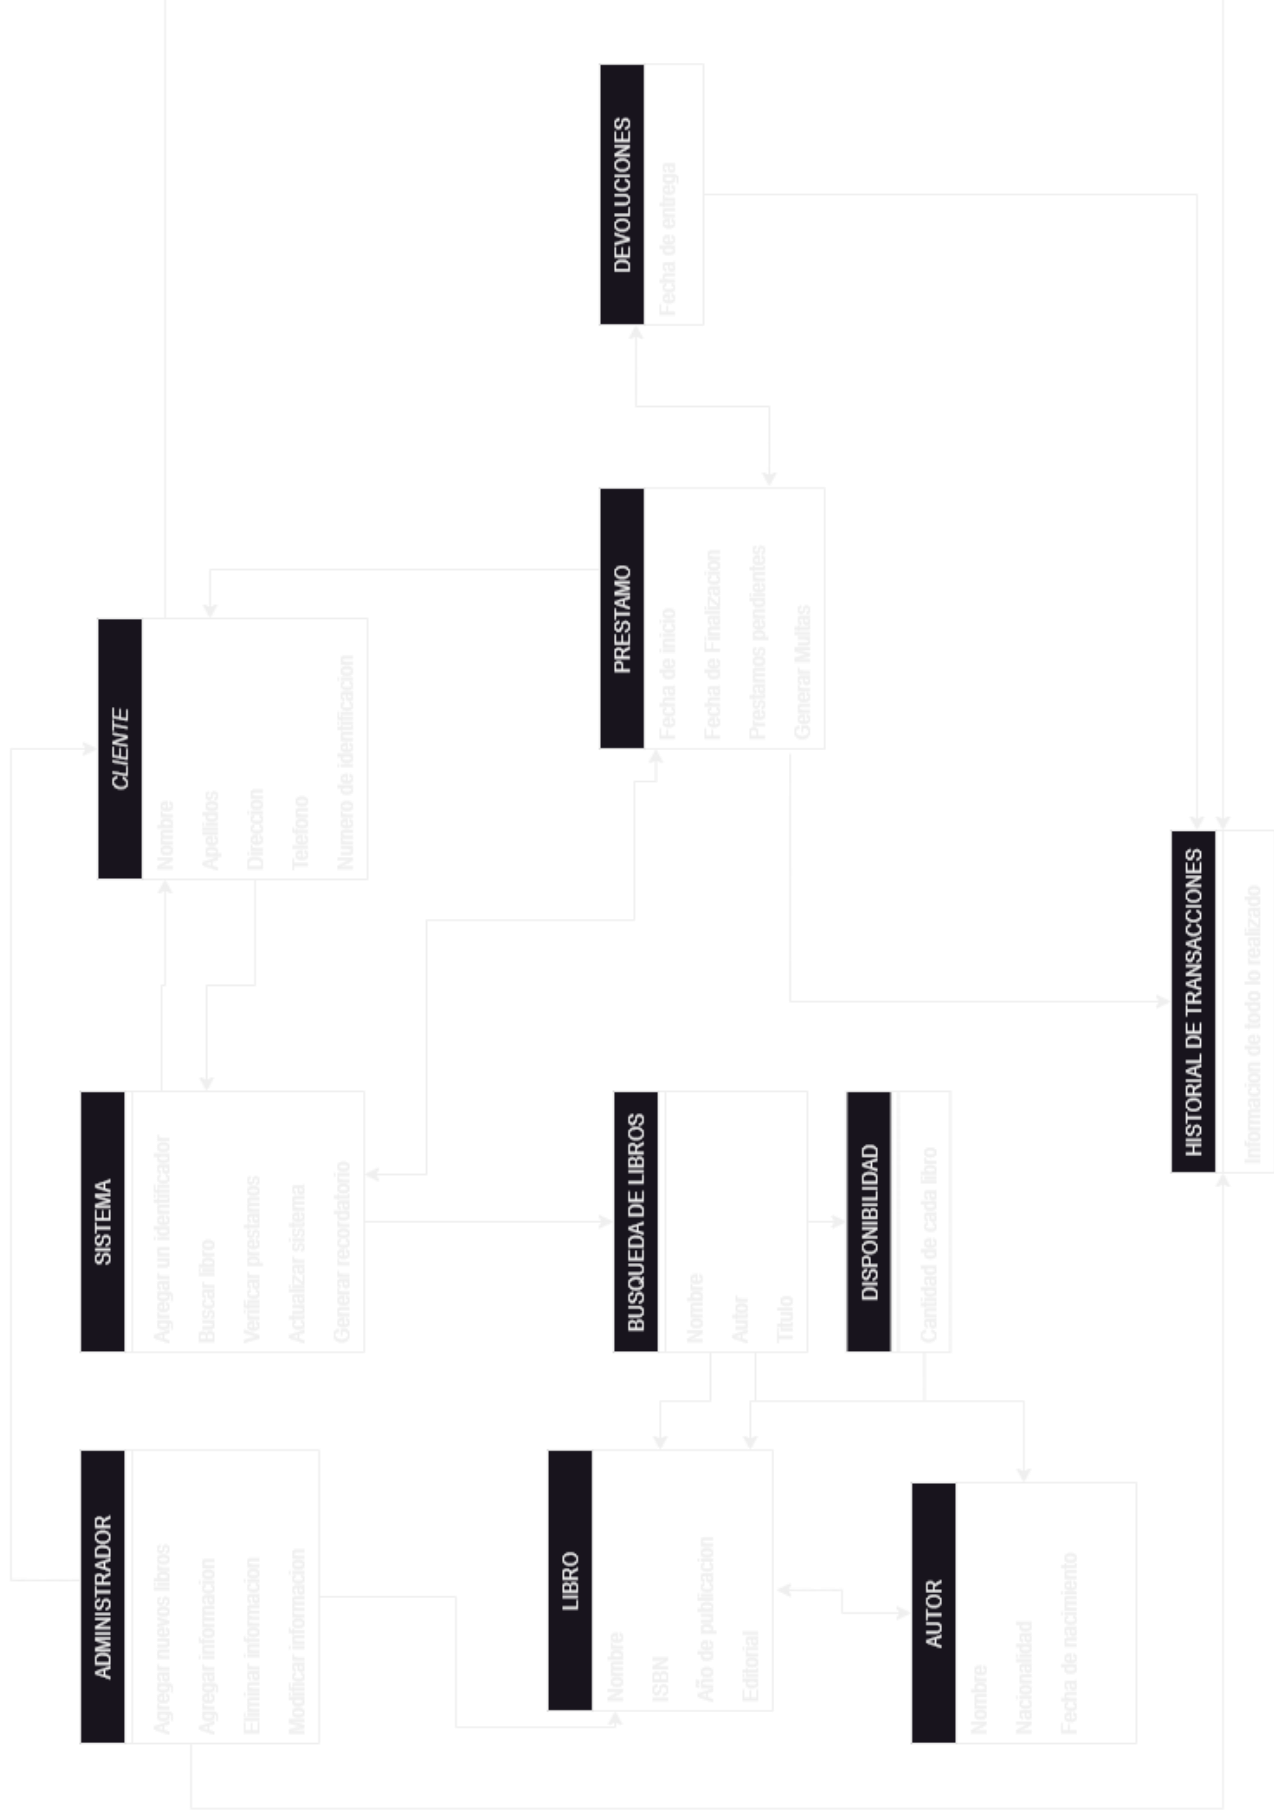 ADMINISTRADOR
Agregar nuevos libros
Agregar informacion
Eliminar informacion
Modificar informacion
SISTEMA
Agregar un identificador
Buscar libro
Verificar prestamos
Actualizar sistema
Generar recordatorio
CLIENTE
Nombre
Apellidos
Direccion
Telefono
Numero de identificacion
LIBRO
Nombre
ISBN
Año de publicacion
Editorial
BUSQUEDA DE LIBROS
Nombre
Autor
Titulo
PRESTAMO
Fecha de inicio
Fecha de Finalizacion
Prestamos pendientes
Generar Multas
DEVOLUCIONES
Fecha de entrega
DISPONIBILIDAD
Cantidad de cada libro
AUTOR
Nombre
Nacionalidad
Fecha de nacimiento
HISTORIAL DE TRANSACCIONES
Informacion de todo lo realizado